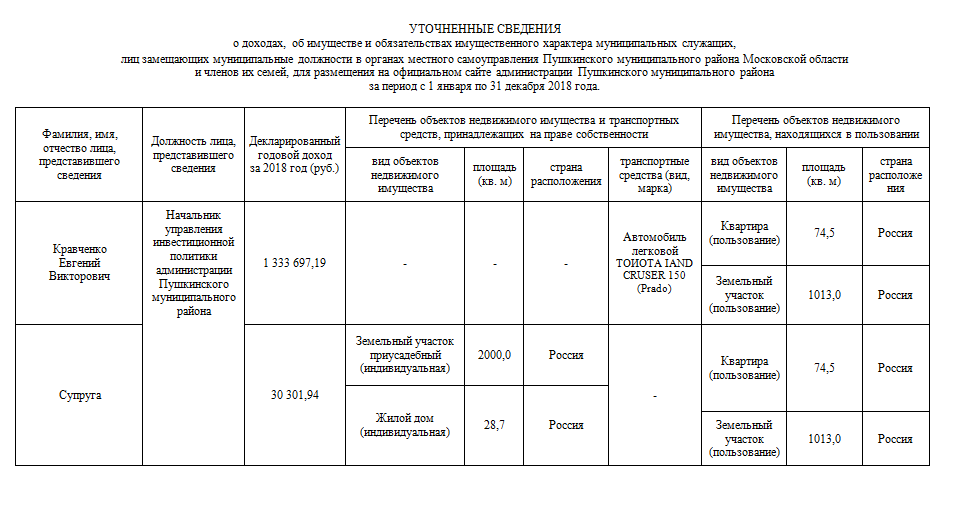 УТОЧНЕННЫЕ СВЕДЕНИЯ
о доходах, об имуществе и обязательствах имущественного характера муниципальных служащих,
лиц замещающих муниципальные должности в органах местного самоуправления Пушкинского муниципального района Московской области
и членов их семей, для размещения на официальном сайте администрации Пушкинского муниципального района
за период с 1 января по 31 декабря 2018 года.
Фамилия, имя,
отчество лица,
представившего
сведения
Должность лица,
представившего
сведения
Декларированный
годовой доход
за 2018 год (руб.)
Перечень объектов недвижимого имущества и транспортных
средств, принадлежащих на праве собственности
Перечень объектов недвижимого
имущества, находящихся в пользовании
вид объектов
недвижимого
имущества
площадь
(кв. м)
страна
расположения
транспортные
средства (вид,
марка)
вид объектов
недвижимого
имущества
площадь
(кв. м)
страна
расположе
ния
Кравченко
Евгений
Викторович
Начальник
управления
инвестиционной
политики
администрации
Пушкинского
муниципального
района
1 333 697,19
-
-
-
Автомобиль
легковой
ТОЙОТА IAND
CRUSER 150
(Prado)
Квартира
(пользование)
74,5
Россия
Земельный
участок
(пользование)
1013,0
Россия
Супруга
30 301,94
Земельный участок
приусадебный
(индивидуальная)
2000,0
Россия
Жилой дом
(индивидуальная)
28,7
Россия
-
Квартира
(пользование)
74,5
Россия
Земельный
участок
(пользование)
1013,0
Россия